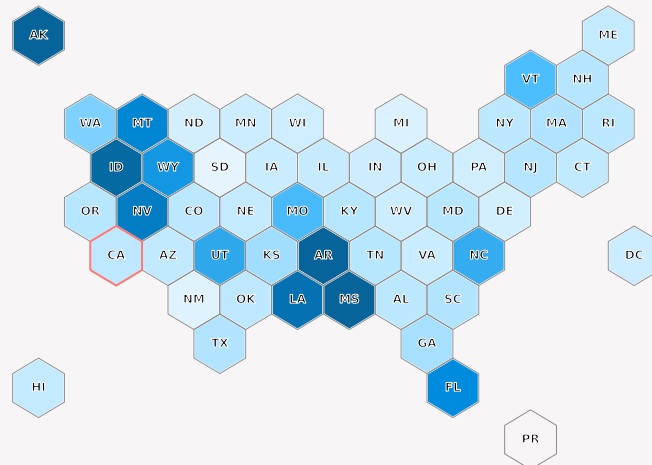 AK
ME
VT NH
WA MT ND MN WI MI NY MA RI
ID WY SD IA IL IN OH PA NJ CT
OR NV CO NE MO KY WV MD DE
CA AZ UT KS AR TN VA NC DC
NM OK LA MS AL SC
TX GA
HI FL
PR